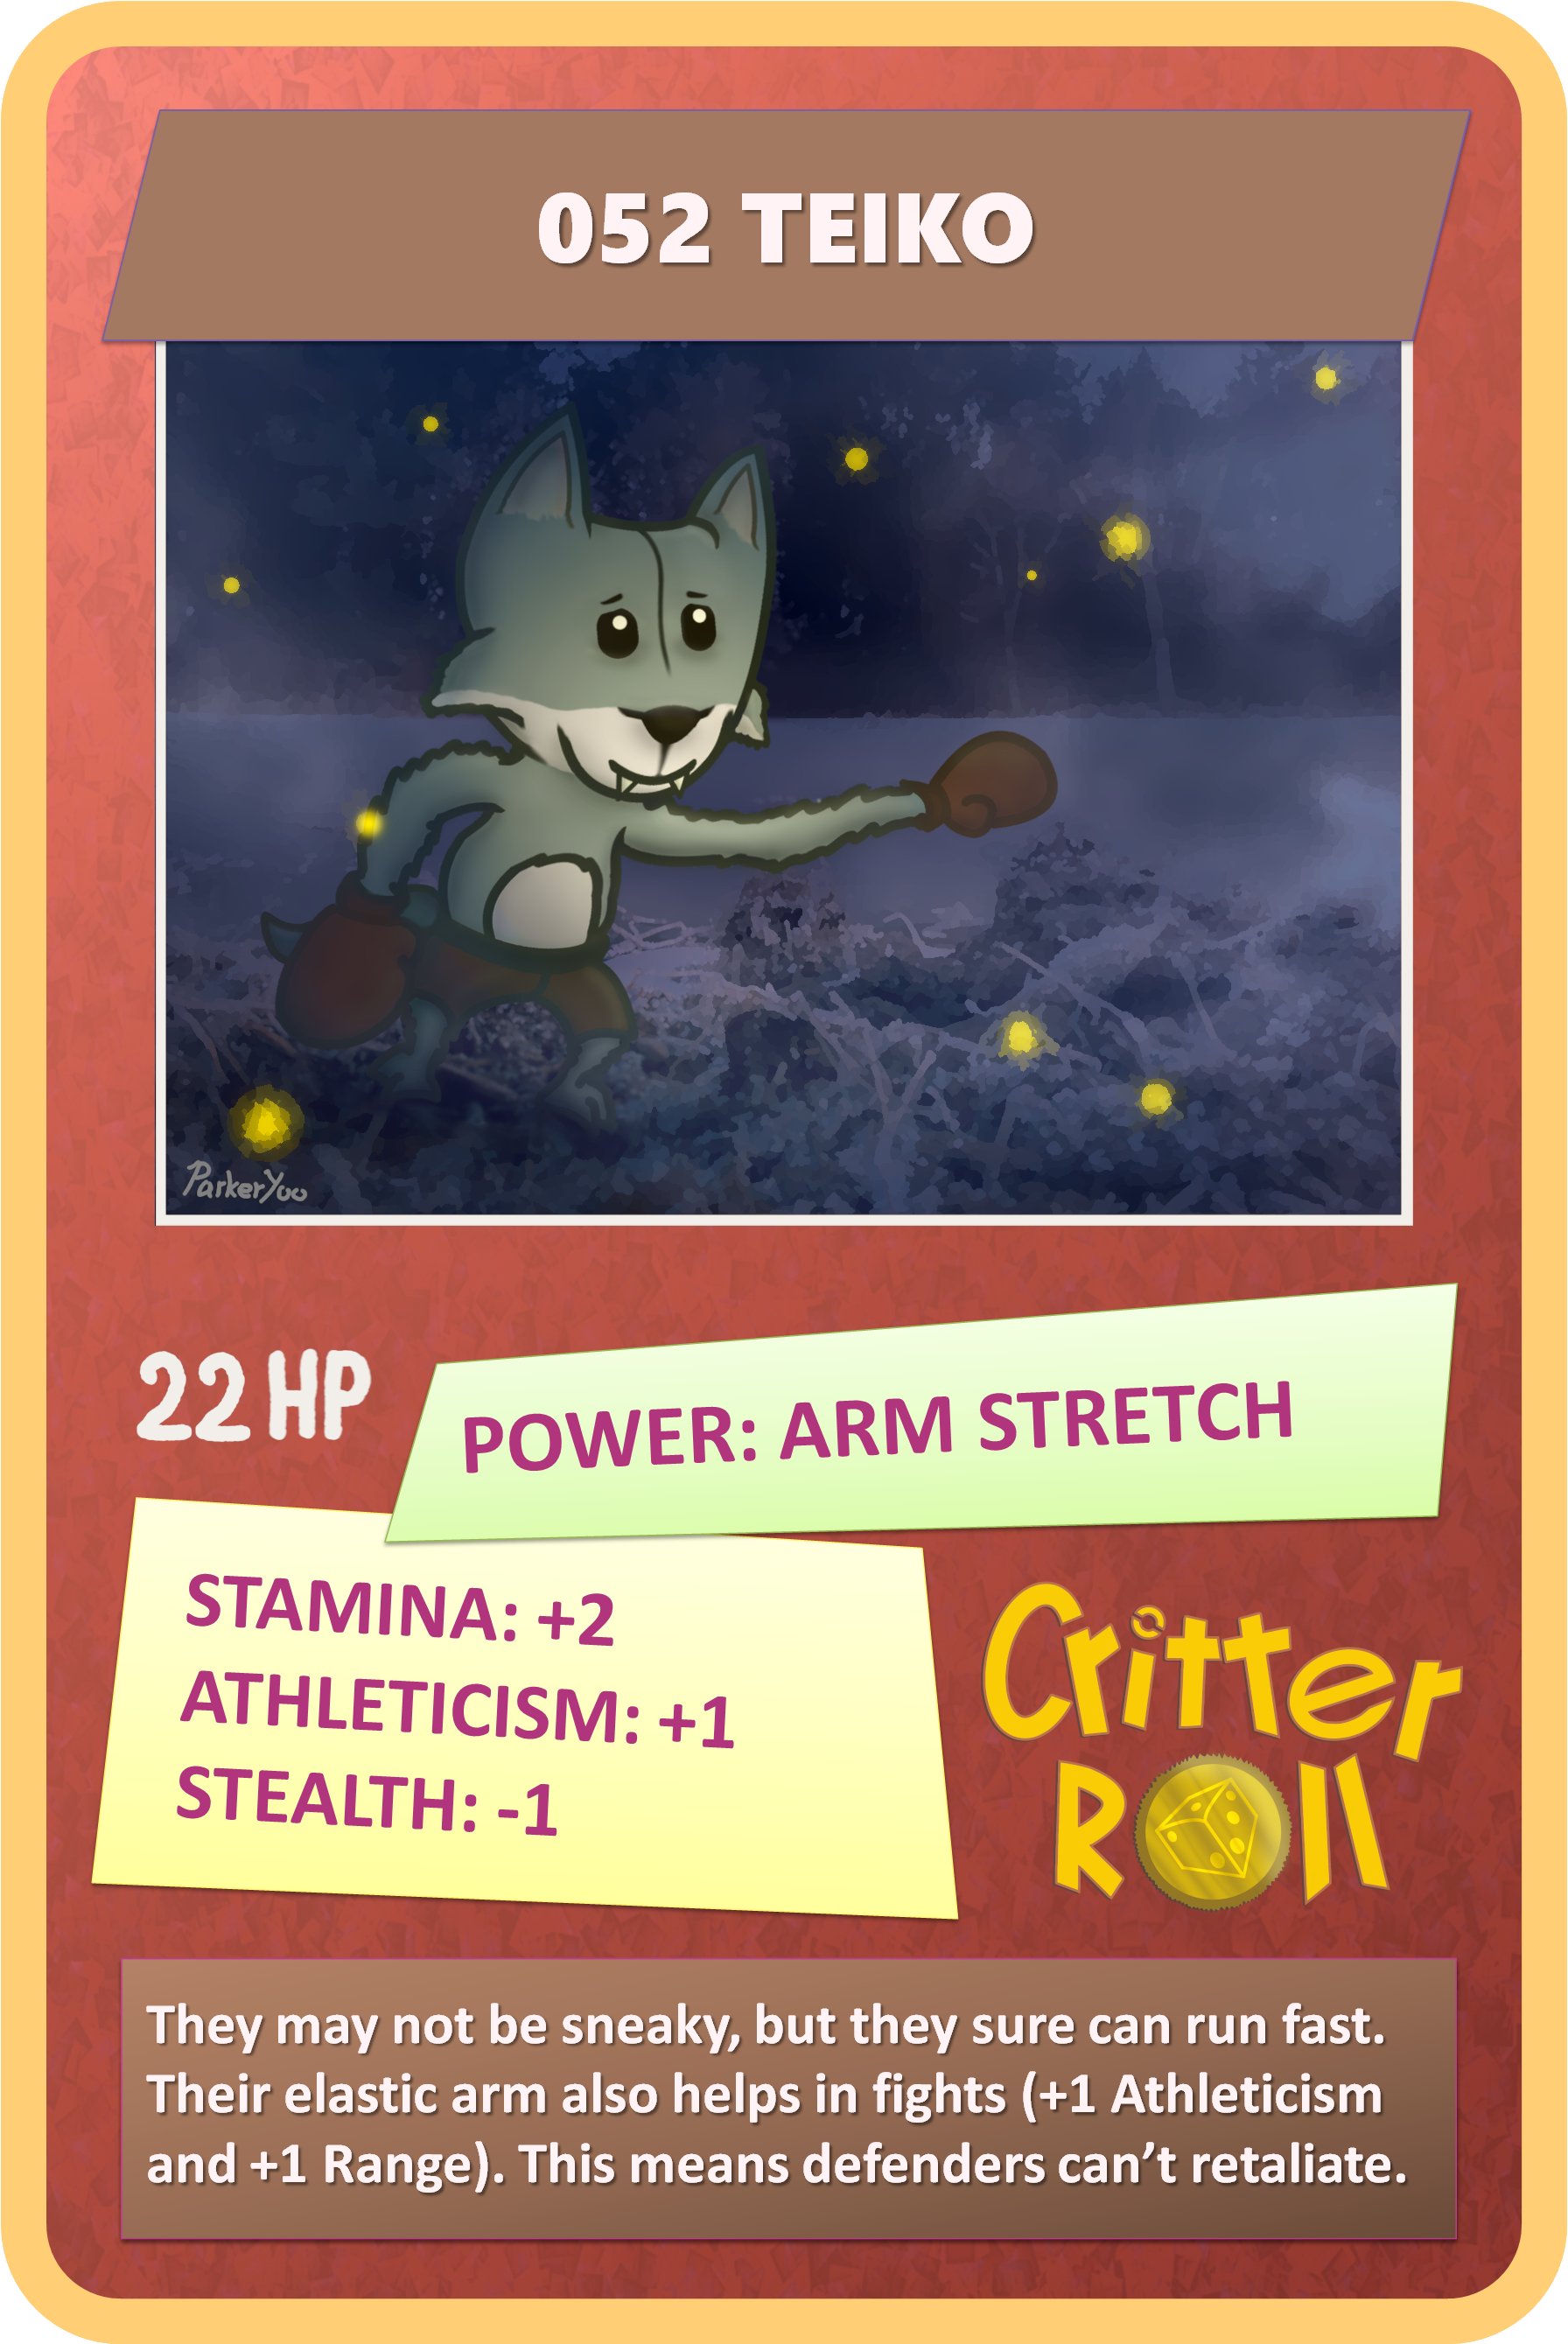 052 TEIKO
ParkerYoo
22 HP
POWER: ARM STRETCH
STAMINA: +2
ATHLETICISM: +1
STEALTH: -1
Critter
Roll
They may not be sneaky, but they sure can run fast.
Their elastic arm also helps in fights (+1 Athleticism
and +1 Range). This means defenders can’t retaliate.